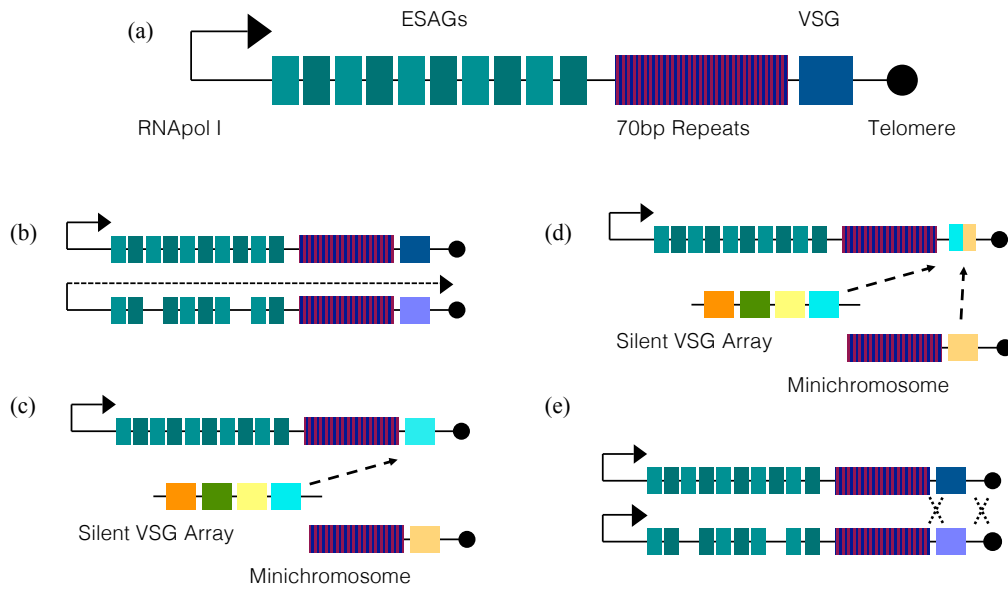 (a)
ESAGs
VSG
RNApol I
70bp Repeats
Telomere
(b)
(c)
Silent VSG Array
Minichromosome
(d)
Silent VSG Array
Minichromosome
(e)